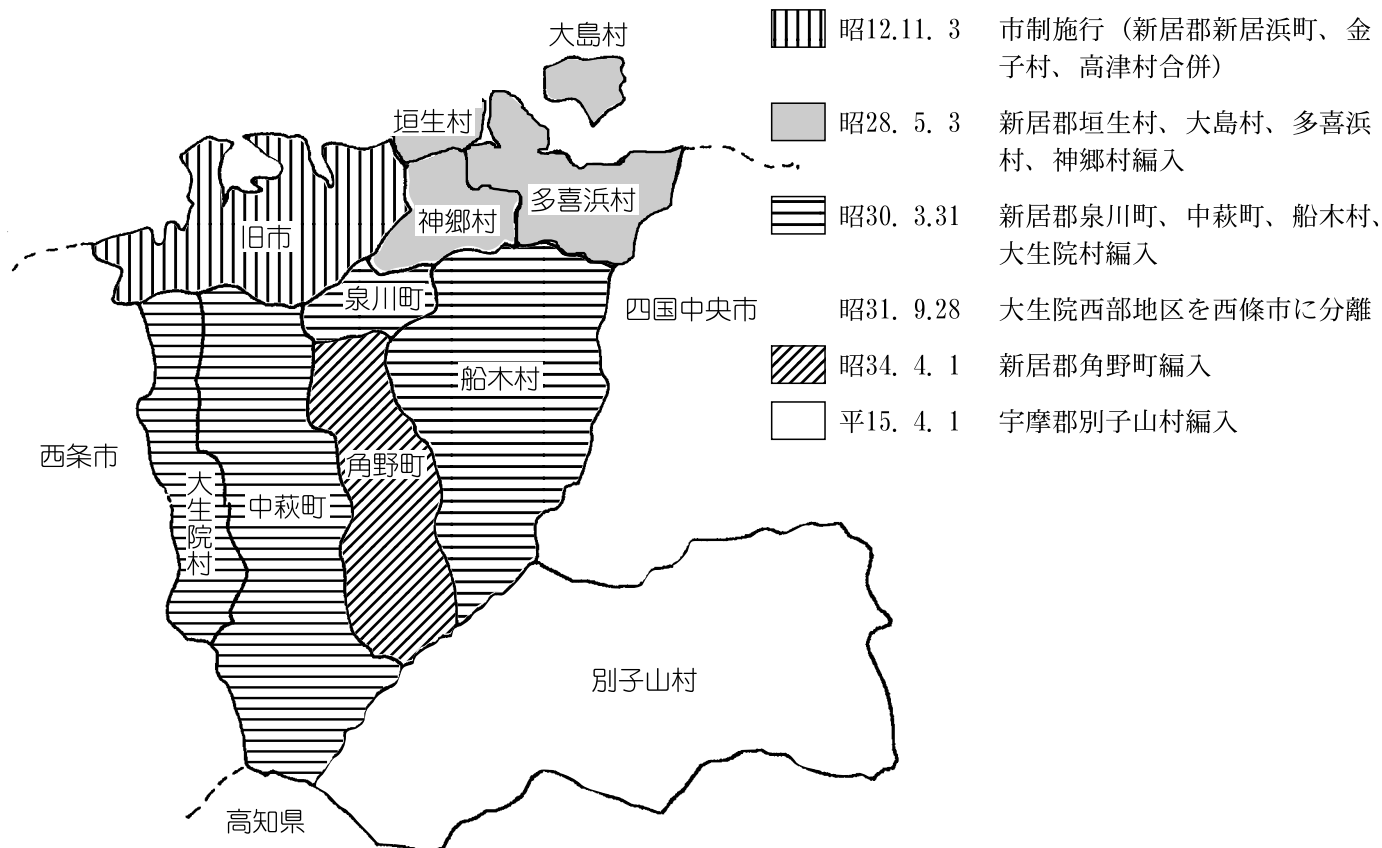 大島村
垣生村
多喜浜村
神郷村
旧市
泉川町
四国中央市
船木村
西条市
角野町
大生院村
中萩町
別子山村
高知県
昭12.11. 3 市制施行（新居郡新居浜町、金
子村、高津村合併）
昭28. 5. 3 新居郡垣生村、大島村、多喜浜
村、神郷村編入
昭30. 3.31 新居郡泉川町、中萩町、船木村、
大生院村編入
昭31. 9.28 大生院西部地区を西條市に分離
昭34. 4. 1 新居郡角野町編入
平15. 4. 1 宇摩郡別子山村編入